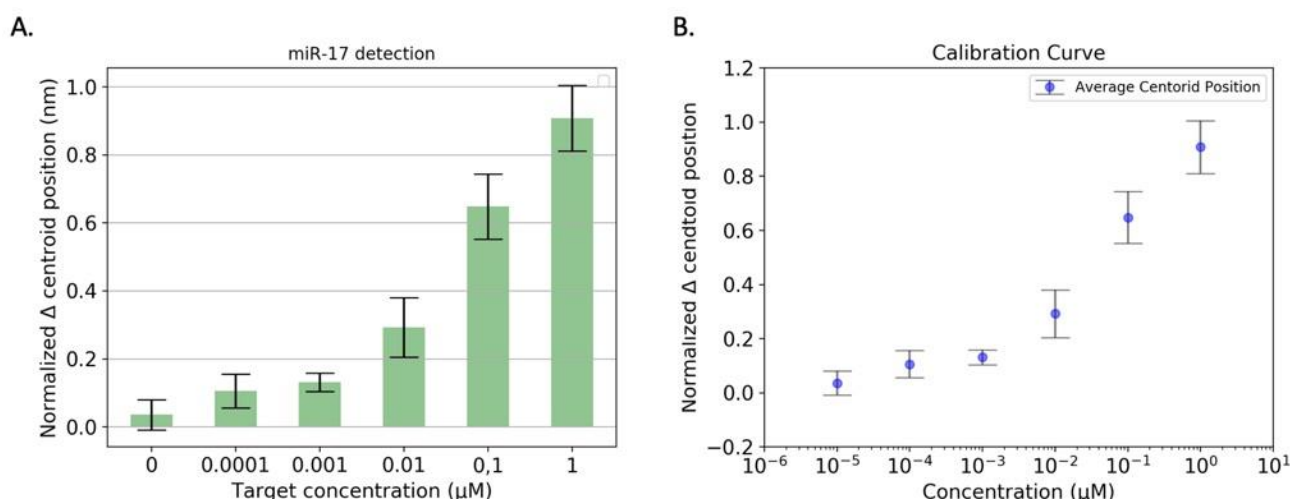 A.
miR-17 detection
Normalized Δ centroid position (nm)
1.0
0.8
0.6
0.4
0.2
0.0
0 0.0001 0.001 0.01 0,1 1
Target concentration (μM)
B.
Calibration Curve
Average Centorid Position
Normalized Δ cendtoid position
1.2
1.0
0.8
0.6
0.4
0.2
0.0
−0.2
10⁻⁶ 10⁻⁵ 10⁻⁴ 10⁻³ 10⁻² 10⁻¹ 10⁰ 10¹
Concentration (μM)